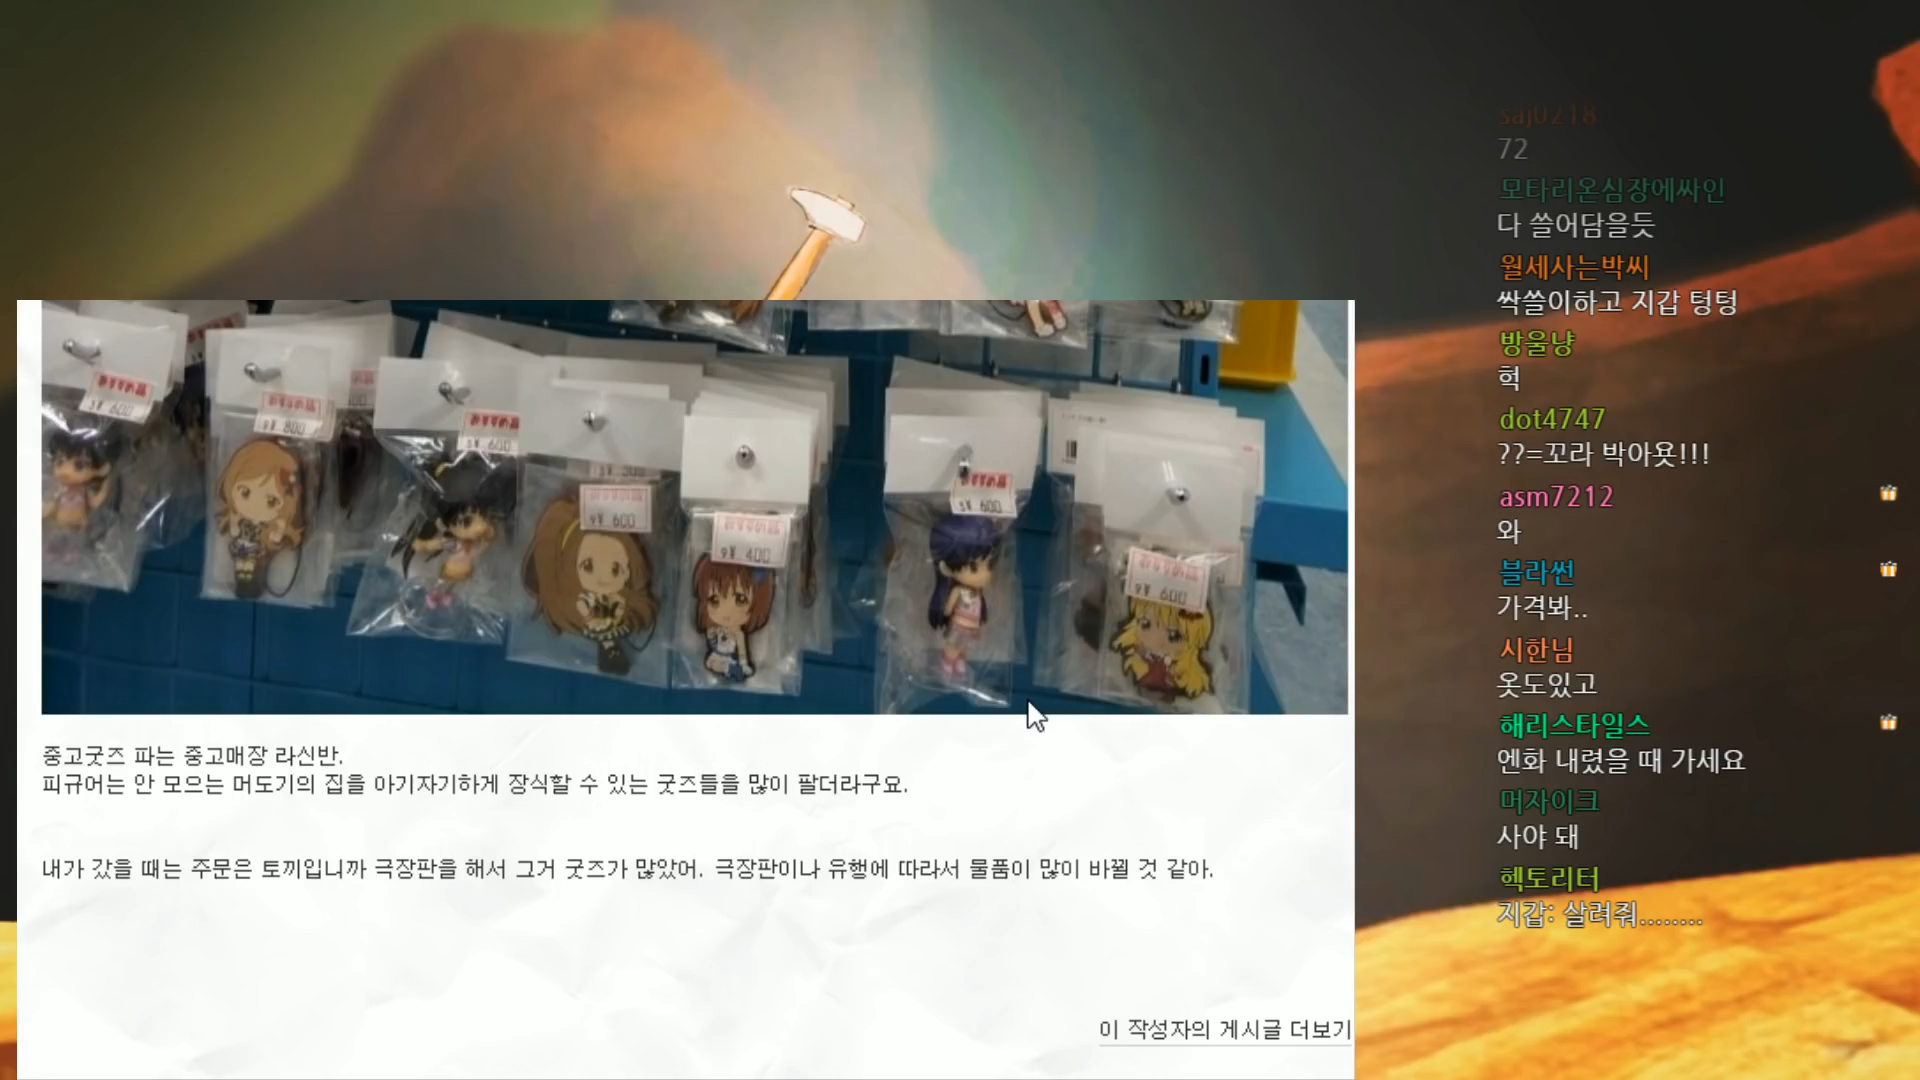 ¥ 600
¥ 800
¥ 600
¥ 600
¥ 400
¥ 600
¥ 600
중고굿즈 파는 중고매장 라신반.
피규어는 안 모으는 머도기의 집을 아기자기하게 장식할 수 있는 굿즈들을 많이 팔더라구요.
내가 갔을 때는 주문은 토끼입니까 극장판을 해서 그거 굿즈가 많았어. 극장판이나 유행에 따라서 물품이 많이 바뀔 것 같아.
이 작성자의 게시글 더보기
saj0218
72
모타리온심장에싸인
다 쓸어담을듯
월세사는박씨
싹쓸이하고 지갑 텅텅
방울냥
헉
dot4747
??=꼬라 박아욧!!!
asm7212
와
블라썬
가격봐..
시한님
옷도있고
해리스타일스
엔화 내렸을 때 가세요
머자이크
사야 돼
헥토리터
지갑: 살려줘........